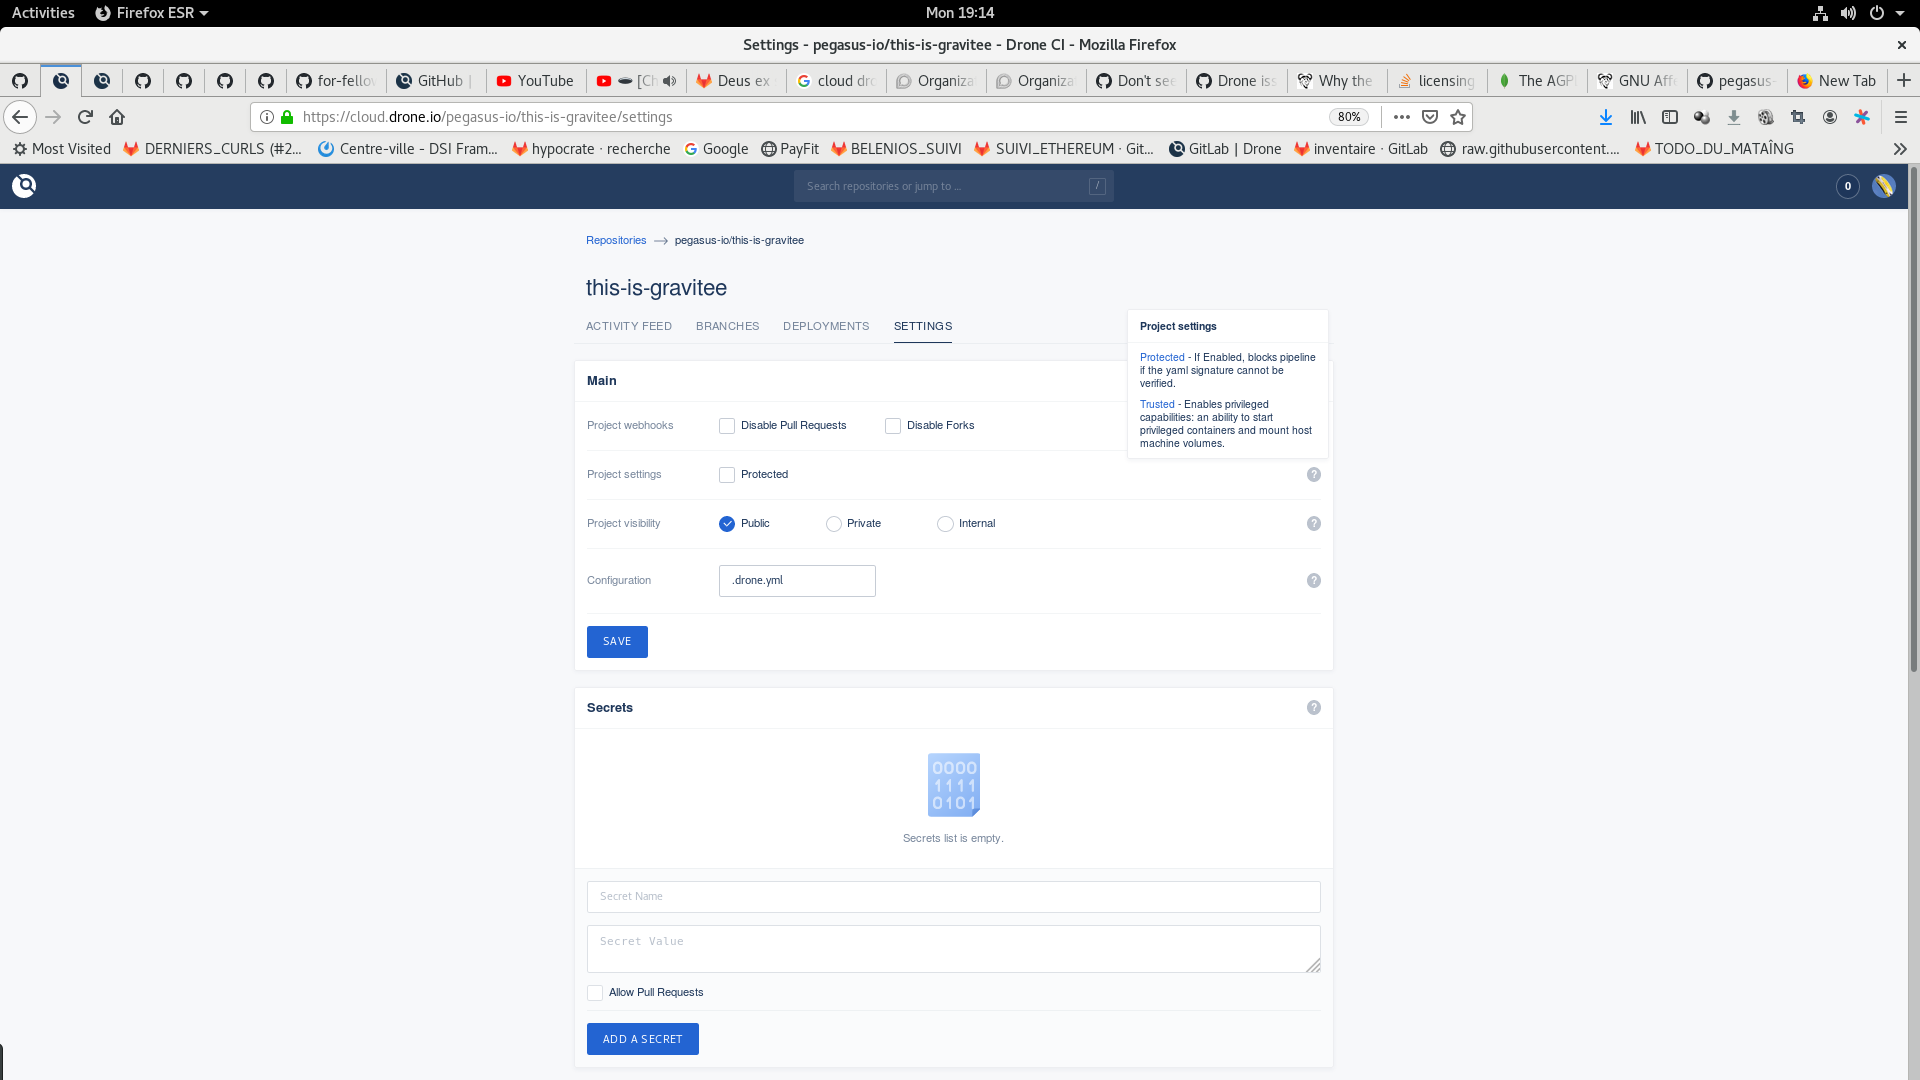 Activities Firefox ESR Mon 19:14
Settings - pegasus-io/this-is-gravitee - Drone CI - Mozilla Firefox
for-fello GitHub | YouTube [Ch Deus ex cloud dr Organiza Organiza Don't see Drone iss Why the licensing The AGP GNU Aff pegasus- New Tab
https://cloud.drone.io/pegasus-io/this-is-gravitee/settings 80%
Most Visited DERNIERS_CURLS (#2... Centre-ville - DSI Fram... hypocrate · recherche Google PayFit BELENIOS_SUIVI SUIVI_ETHEREUM · Git... GitLab | Drone inventaire · GitLab raw.githubusercontent.... TODO_DU_MATAÎNG
Search repositories or jump to ... / 0
Repositories → pegasus-io/this-is-gravitee
this-is-gravitee
ACTIVITY FEED BRANCHES DEPLOYMENTS SETTINGS
Project settings
Protected - If Enabled, blocks pipeline
if the yaml signature cannot be
verified.
Trusted - Enables privileged
capabilities: an ability to start
privileged containers and mount host
machine volumes.
Main
Project webhooks Disable Pull Requests Disable Forks
Project settings Protected ?
Project visibility Public Private Internal ?
Configuration .drone.yml ?
SAVE
Secrets ?
0000
1111
0101
Secrets list is empty.
Secret Name
Secret Value
Allow Pull Requests
ADD A SECRET